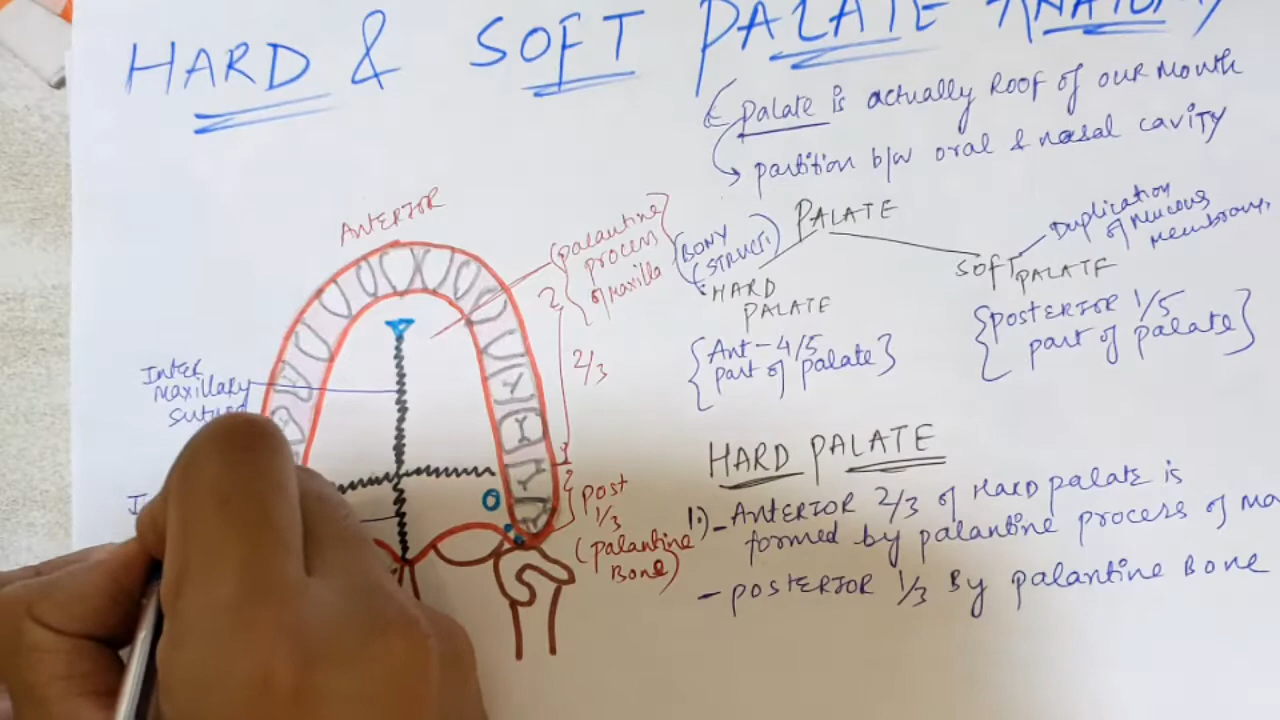 HARD & SOFT PALATE ANATOMY
palate is actually Roof of our mouth
partition b/w oral & nasal cavity
ANTERIOR
(palantine
process
of maxilla
2/3
Inter
maxillary
suture
Post
1/3
(palantine
Bone)
PALATE
(BONY
STRUCT:)
HARD
PALATE
{Ant-4/5
part of palate}
Duplication
of mucous
membrane,
SOFT PALATE
{POSTERIOR 1/5
part of palate}
HARD PALATE
1:) - ANTERIOR 2/3 of HARD palate is
formed by palantine process of ma
- POSTERIOR 1/3 By palantine Bone